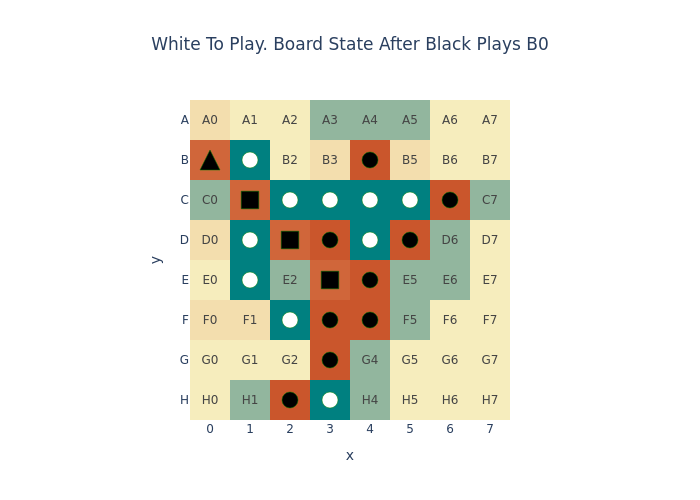 White To Play. Board State After Black Plays B0
A A0 A1 A2 A3 A4 A5 A6 A7
B B2 B3 B5 B6 B7
C C0 C7
D D0 D6 D7
E E0 E2 E5 E6 E7
F F0 F1 F5 F6 F7
G G0 G1 G2 G4 G5 G6 G7
H H0 H1 H4 H5 H6 H7
0 1 2 3 4 5 6 7
x
y